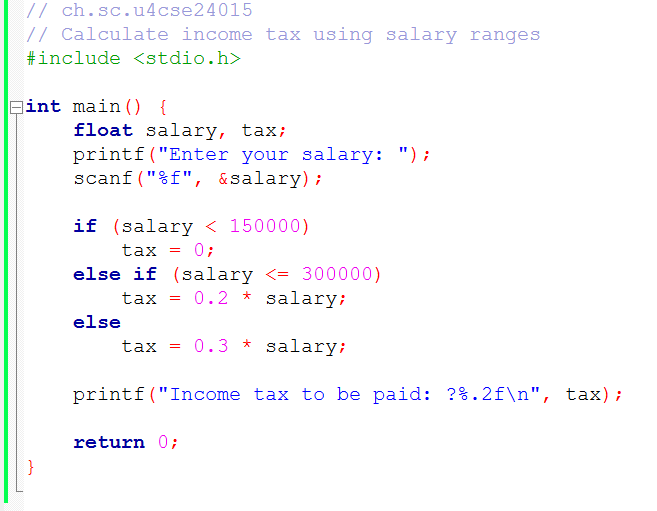 // ch.sc.u4cse24015
// Calculate income tax using salary ranges
#include <stdio.h>
int main() {
float salary, tax;
printf("Enter your salary: ");
scanf("%f", &salary);
if (salary < 150000)
tax = 0;
else if (salary <= 300000)
tax = 0.2 * salary;
else
tax = 0.3 * salary;
printf("Income tax to be paid: ?%.2f\n", tax);
return 0;
}